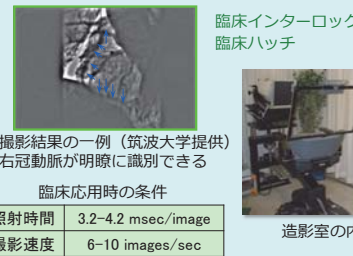 臨床インターロック
臨床ハッチ
撮影結果の一例（筑波大学提供）
右冠動脈が明瞭に識別できる
臨床応用時の条件
照射時間 3.2-4.2 msec/image
撮影速度 6-10 images/sec
造影室の内